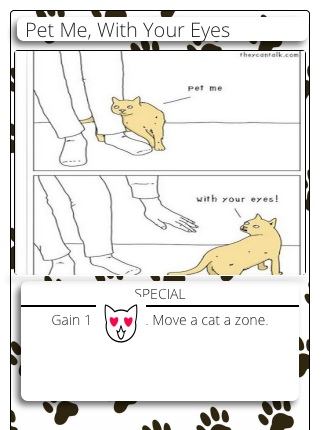 Pet Me, With Your Eyes
theycantalk.com
pet me
with your eyes!
SPECIAL
Gain 1 . Move a cat a zone.